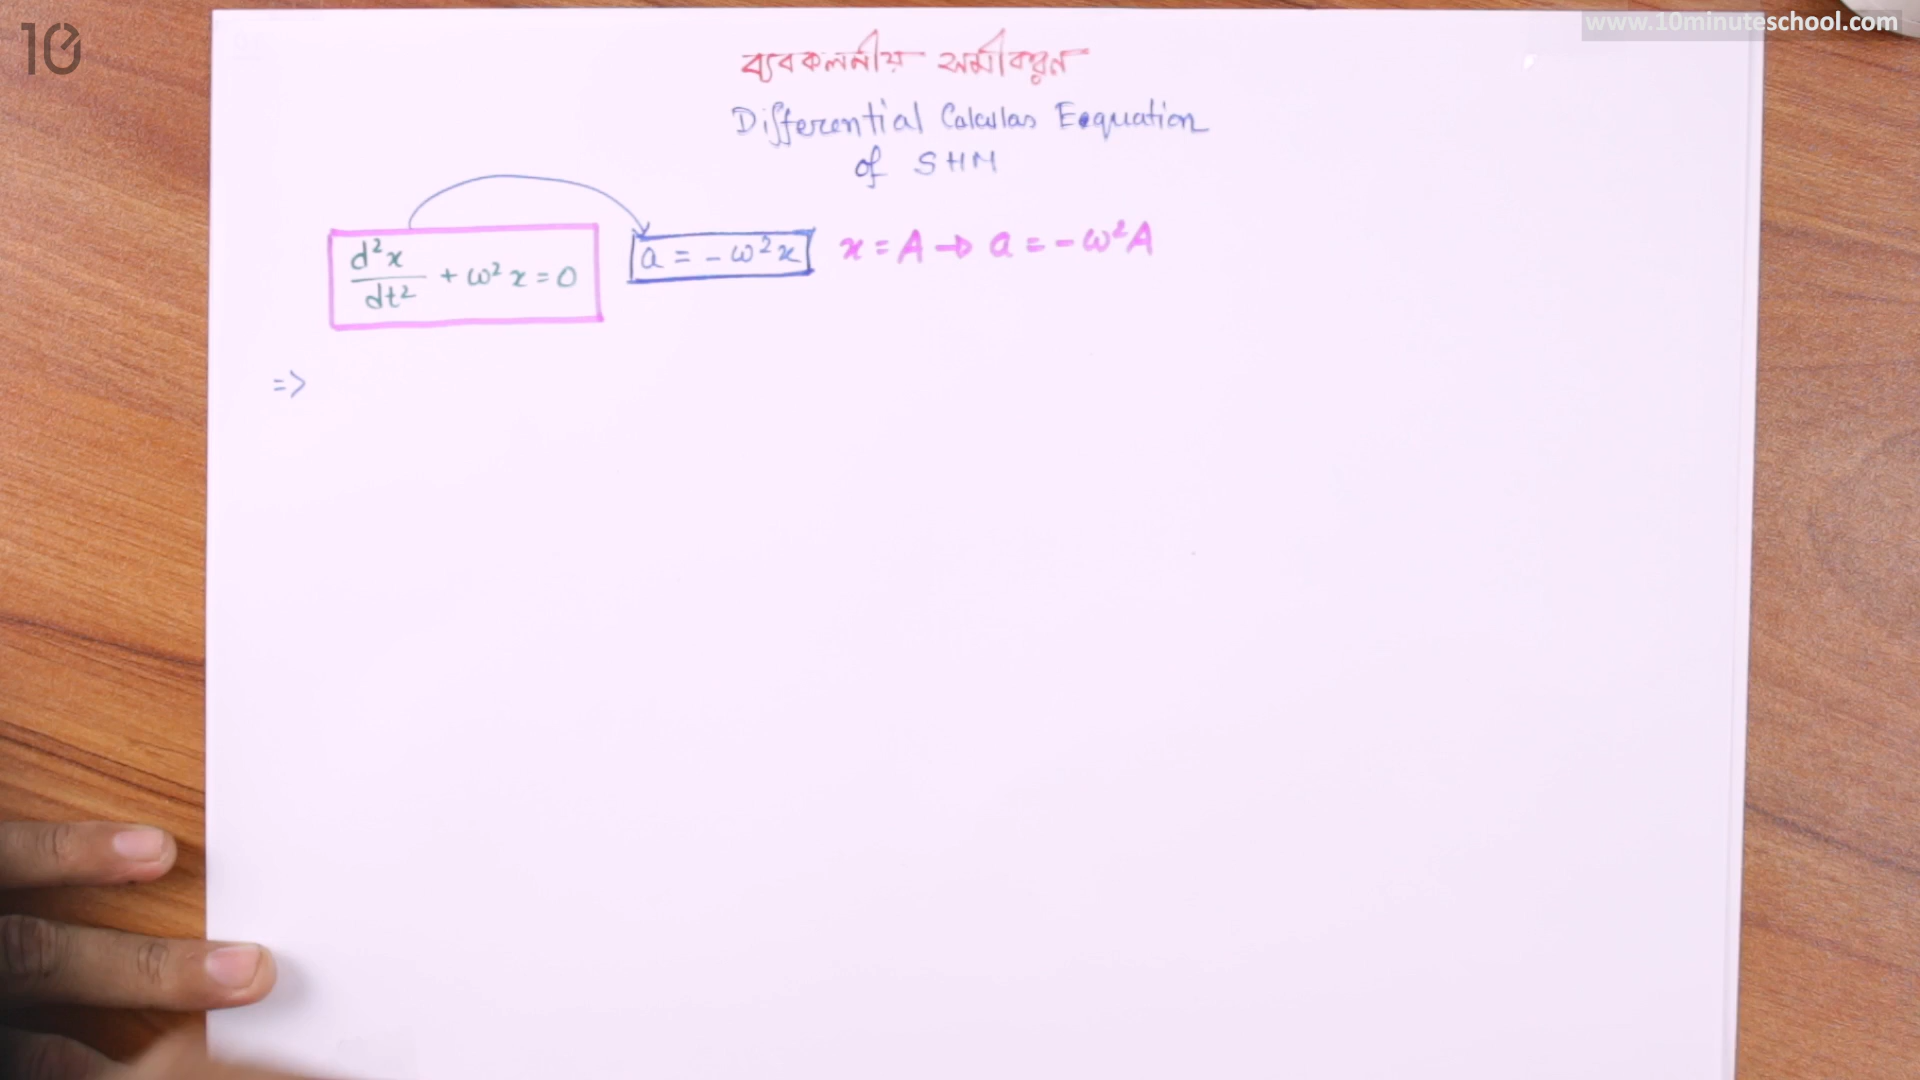 10
www.10minuteschool.com
ব্যবকলনীয় সমীকরণ
Differential Calculas Eequation
of SHM
d²x/dt² + ω²x = 0
a = -ω²x
x = A → a = -ω²A
=>